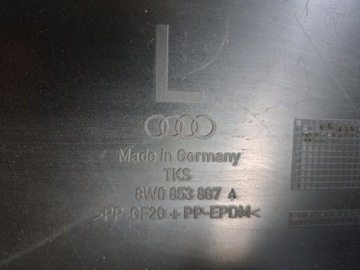 L
Made in Germany
TKS
8W0 853 887 A
>PP-GF20 + PP-EPDM<